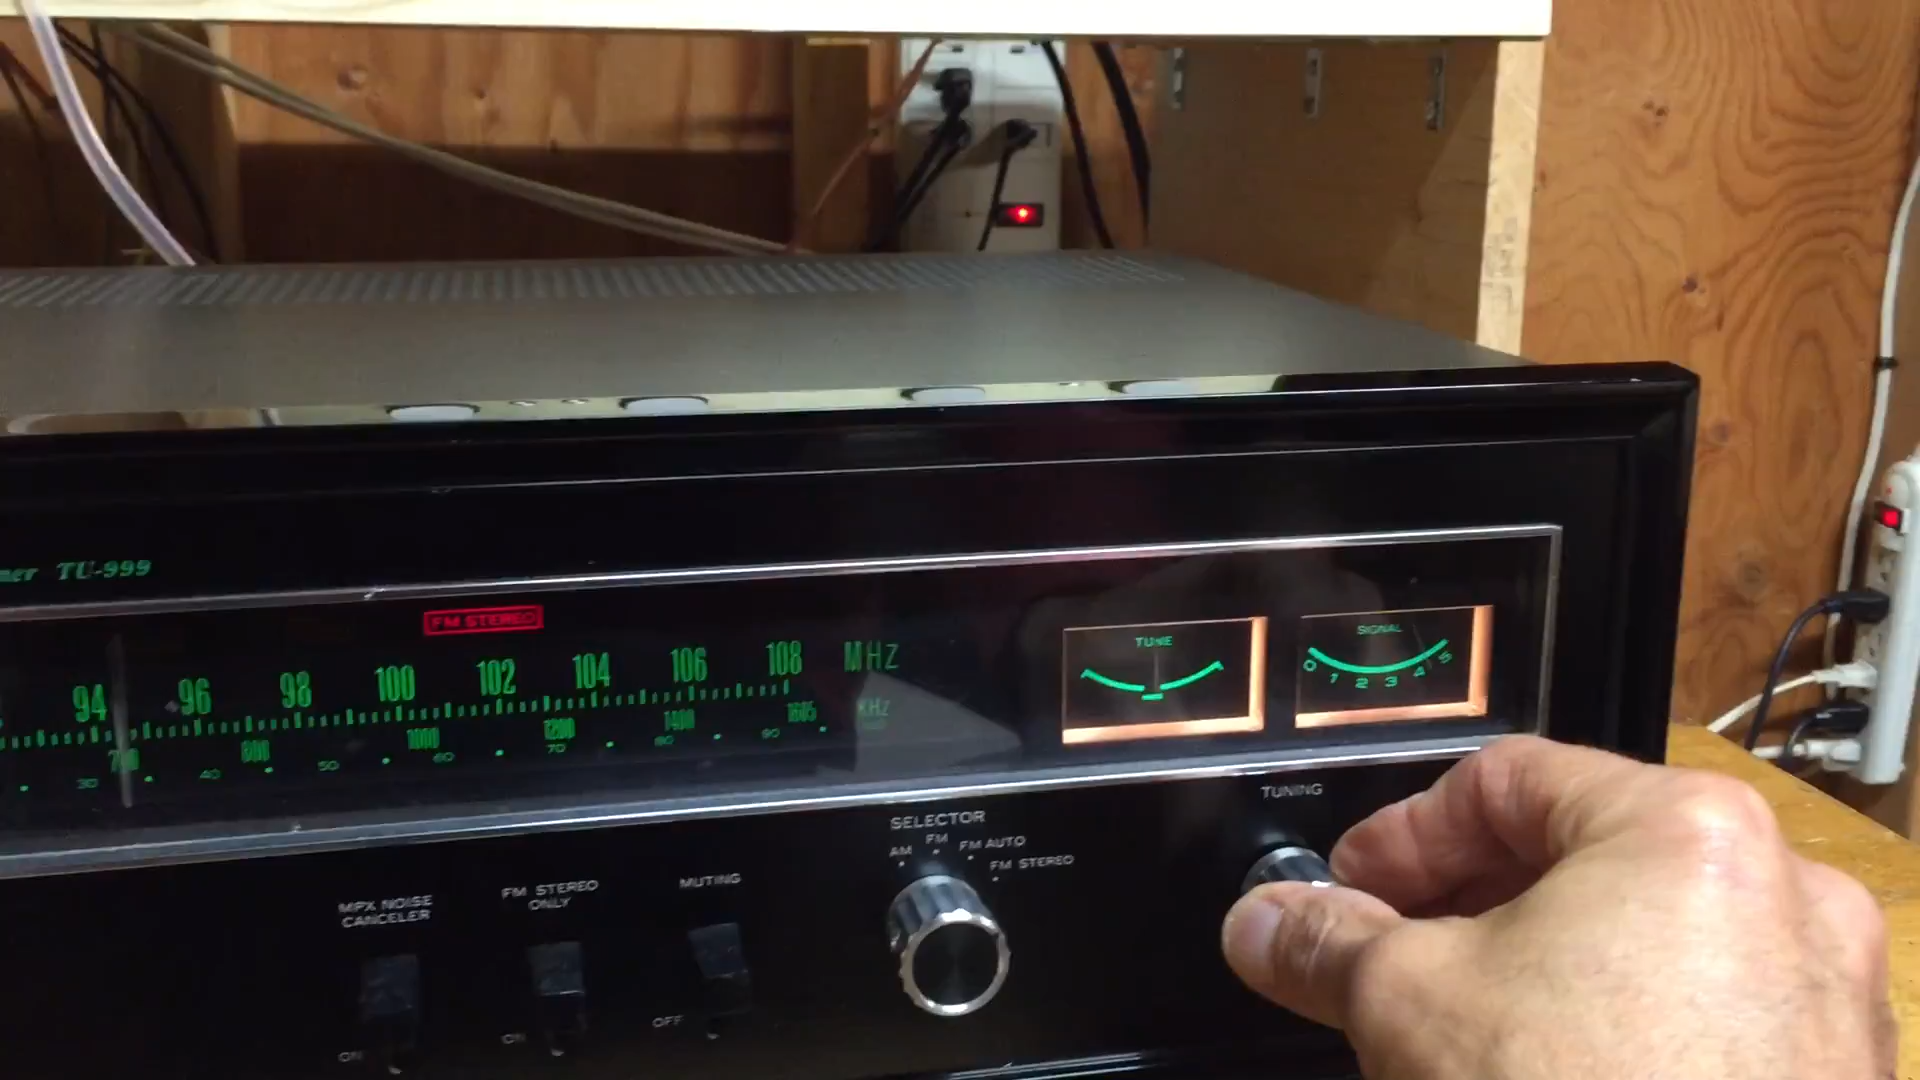 TU-999
FM STEREO
94 96 98 100 102 104 106 108 MHZ
700 800 1000 1200 1400 1605 KHZ
30 40 50 60 70 80 90
TUNE
SIGNAL
0 1 2 3 4 5
TUNING
SELECTOR
AM FM FM AUTO
FM STEREO
MPX NOISE
CANCELER
FM STEREO
ONLY
MUTING
ON
ON
OFF